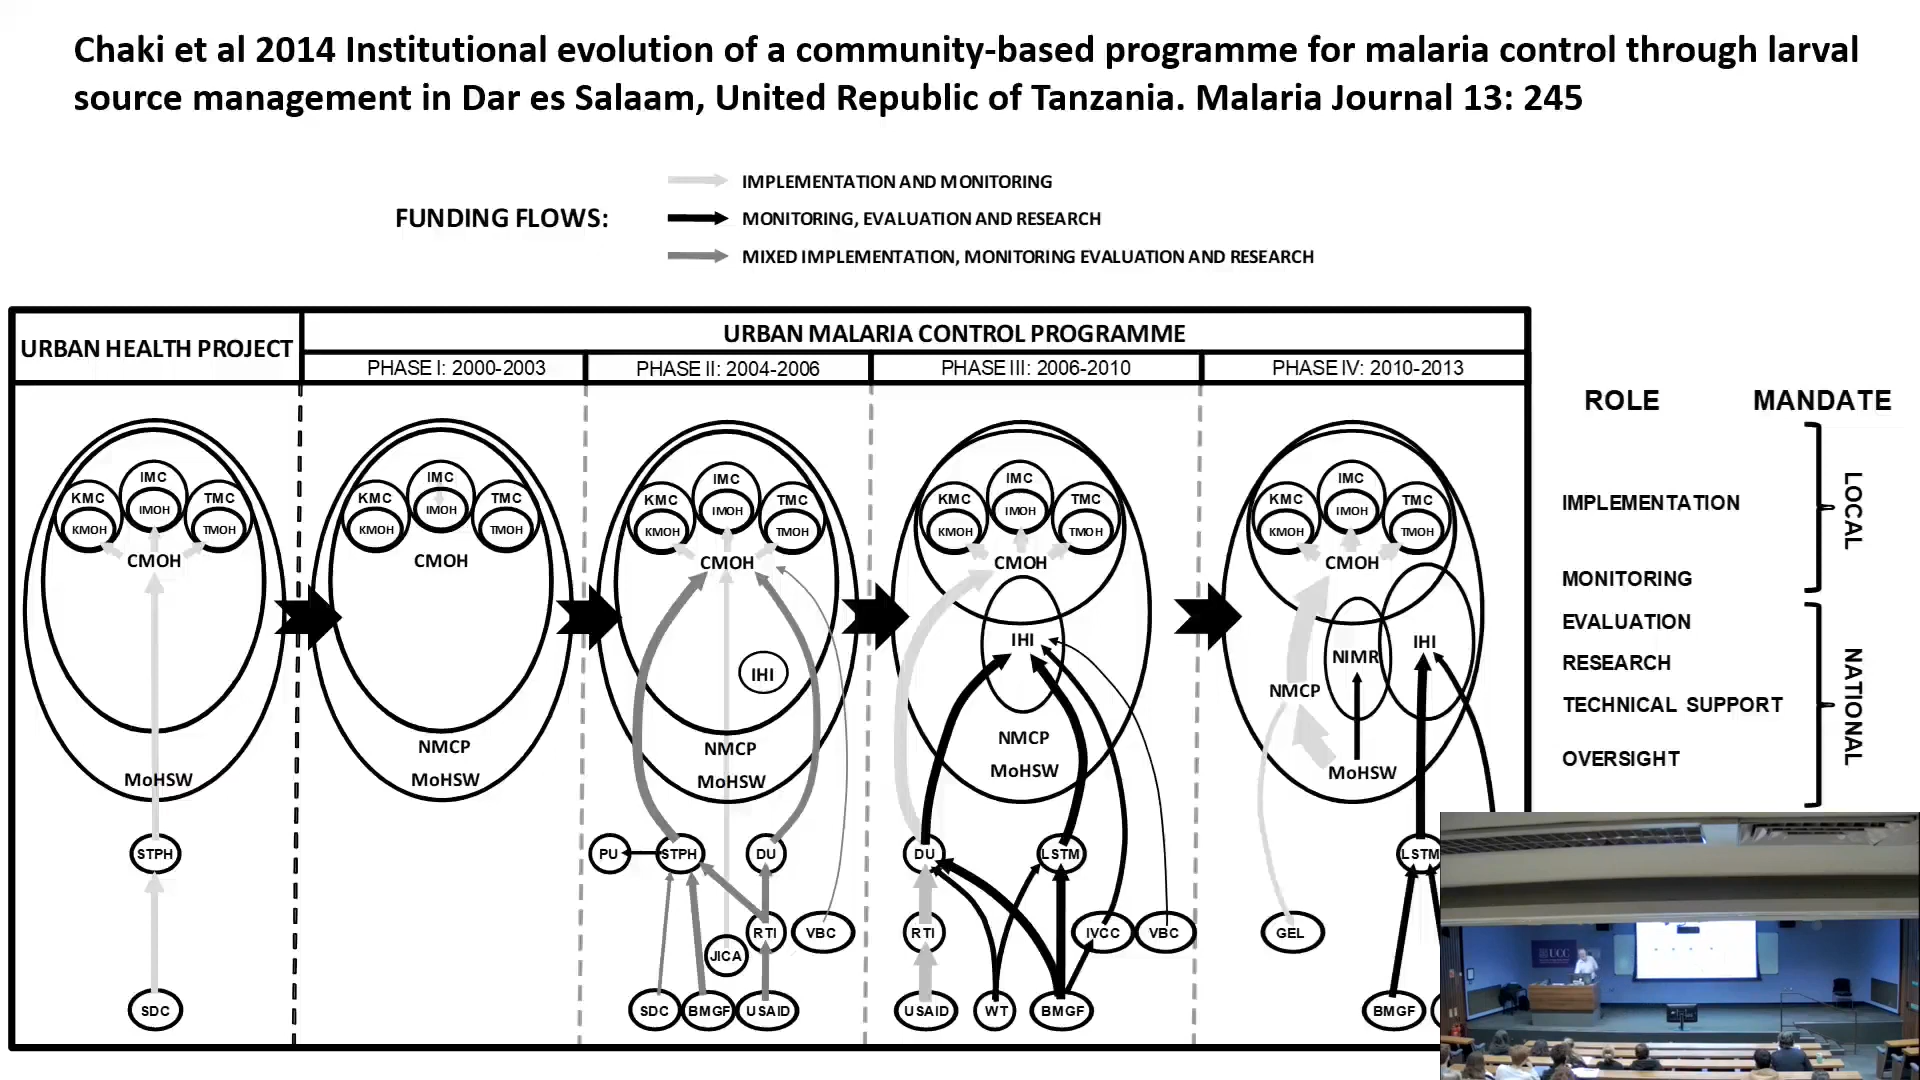 Chaki et al 2014 Institutional evolution of a community-based programme for malaria control through larval
source management in Dar es Salaam, United Republic of Tanzania. Malaria Journal 13: 245
FUNDING FLOWS:
IMPLEMENTATION AND MONITORING
MONITORING, EVALUATION AND RESEARCH
MIXED IMPLEMENTATION, MONITORING EVALUATION AND RESEARCH
URBAN HEALTH PROJECT
URBAN MALARIA CONTROL PROGRAMME
PHASE I: 2000-2003
PHASE II: 2004-2006
PHASE III: 2006-2010
PHASE IV: 2010-2013
ROLE
MANDATE
KMC
IMC
TMC
KMOH
IMOH
TMOH
CMOH
MoHSW
STPH
SDC
KMC
IMC
TMC
KMOH
IMOH
TMOH
CMOH
NMCP
MoHSW
KMC
IMC
TMC
KMOH
IMOH
TMOH
CMOH
IHI
NMCP
MoHSW
PU
STPH
DU
RTI
VBC
JICA
SDC
BMGF
USAID
KMC
IMC
TMC
KMOH
IMOH
TMOH
CMOH
IHI
NMCP
MoHSW
DU
LSTM
RTI
IVCC
VBC
USAID
WT
BMGF
KMC
IMC
TMC
KMOH
IMOH
TMOH
CMOH
NIMR
IHI
NMCP
MoHSW
LSTM
GEL
BMGF
IMPLEMENTATION
MONITORING
EVALUATION
RESEARCH
TECHNICAL SUPPORT
OVERSIGHT
LOCAL
NATIONAL
UCC